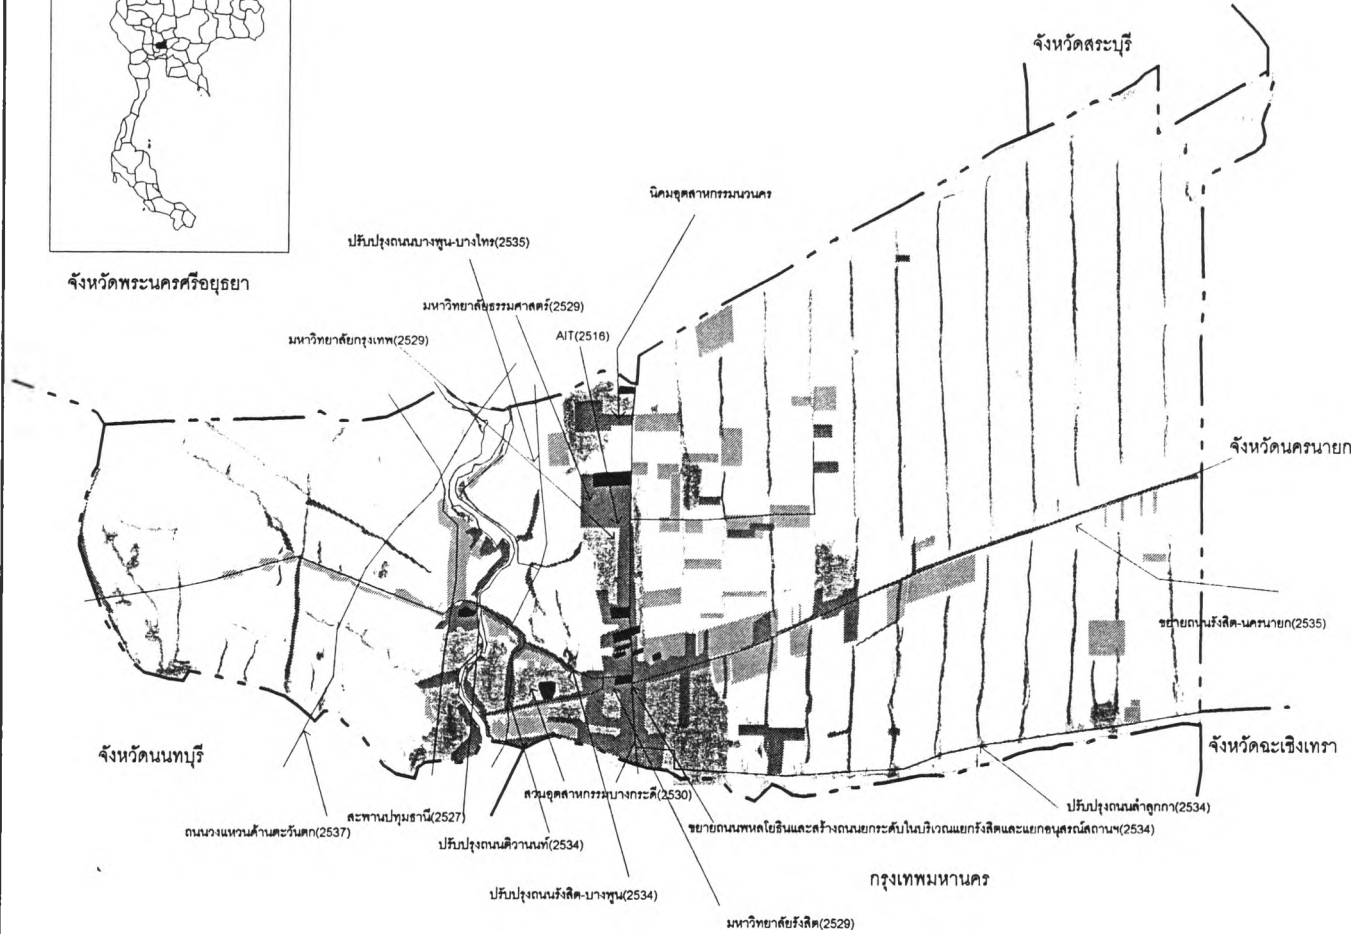 จังหวัดสระบุรี
นิคมอุตสาหกรรมนวนคร
ปรับปรุงถนนบางพูน-บางไทร(2535)
จังหวัดพระนครศรีอยุธยา
มหาวิทยาลัยธรรมศาสตร์(2529)
มหาวิทยาลัยกรุงเทพ(2529)
AIT(2516)
จังหวัดนครนายก
ขยายถนนรังสิต-นครนายก(2535)
จังหวัดนนทบุรี
จังหวัดฉะเชิงเทรา
สวนอุตสาหกรรมบางกระดี(2530)
ปรับปรุงถนนลำลูกกา(2534)
สะพานปทุมธานี(2527)
ถนนวงแหวนด้านตะวันตก(2537)
ขยายถนนพหลโยธินและสร้างถนนยกระดับในบริเวณแยกรังสิตและแยกอนุสรณ์สถานฯ(2534)
ปรับปรุงถนนติวานนท์(2534)
กรุงเทพมหานคร
ปรับปรุงถนนรังสิต-บางพูน(2534)
มหาวิทยาลัยรังสิต(2529)